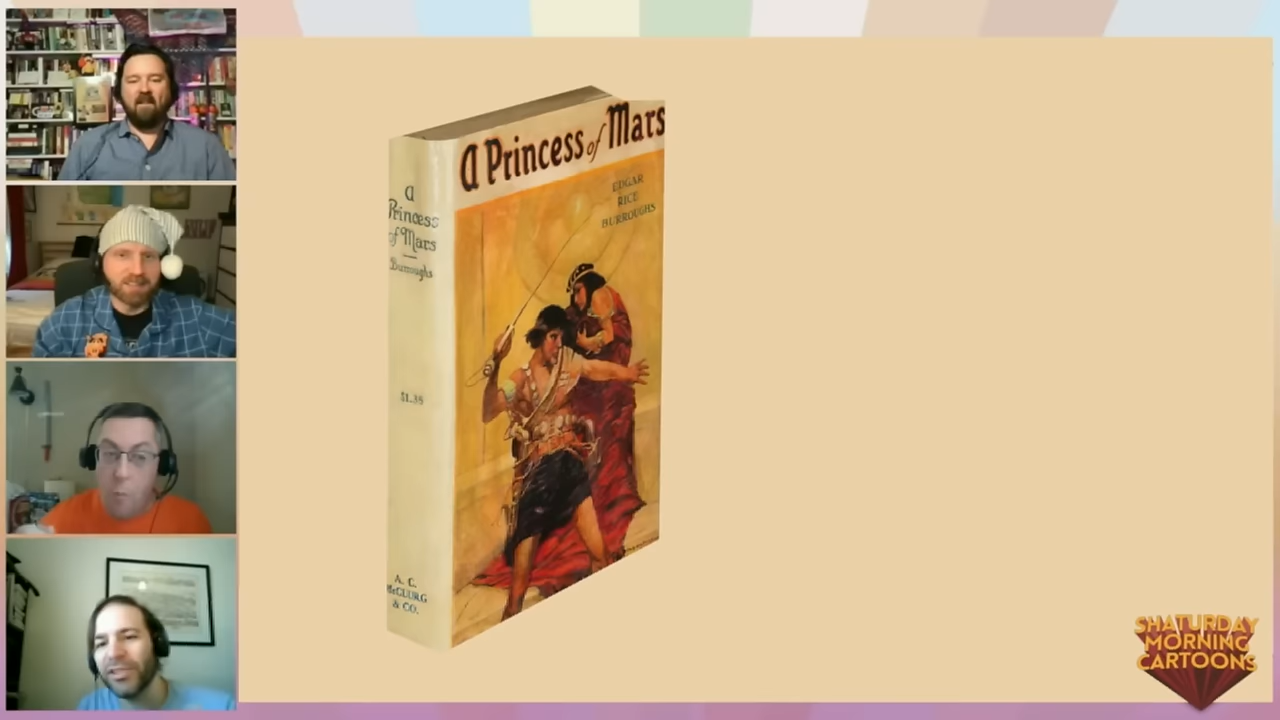 A Princess of Mars
EDGAR
RICE
BURROUGHS
A
Princess
of Mars
Burroughs
$1.35
A. C.
McCLURG
& CO.
SHATURDAY
MORNING
CARTOONS